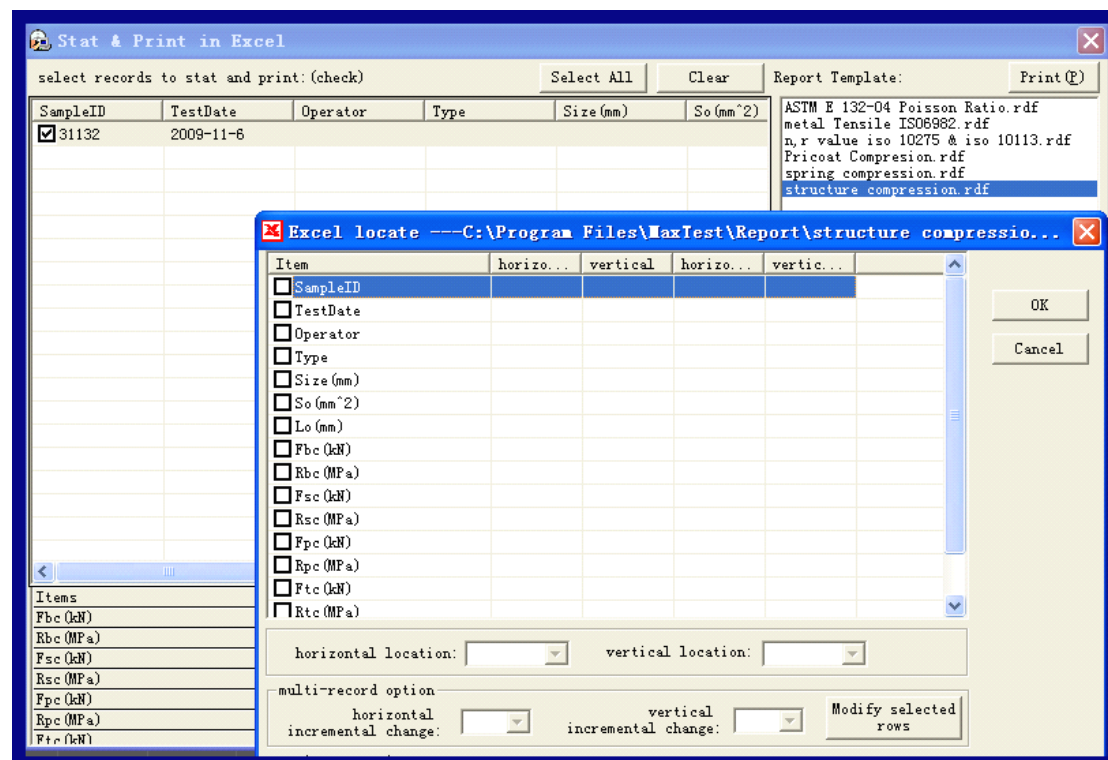 Stat & Print in Excel
select records to stat and print:(check)
Select All
Clear
Report Template:
Print(P)
SampleID TestDate Operator Type Size(mm) So(mm^2)
31132 2009-11-6
ASTM E 132-04 Poisson Ratio.rdf
metal Tensile ISO6982.rdf
n,r value iso 10275 & iso 10113.rdf
Pricoat Compresion.rdf
spring compression.rdf
structure compression.rdf
Excel locate ---C:\Program Files\MaxTest\Report\structure compressio...
Item horizo... vertical horizo... vertic...
SampleID
TestDate
Operator
Type
Size(mm)
So(mm^2)
Lo(mm)
Fbc(kN)
Rbc(MPa)
Fsc(kN)
Rsc(MPa)
Fpc(kN)
Rpc(MPa)
Ftc(kN)
Rtc(MPa)
OK
Cancel
horizontal location:
vertical location:
multi-record option
horizontal
incremental change:
vertical
incremental change:
Modify selected
rows
Items
Fbc(kN)
Rbc(MPa)
Fsc(kN)
Rsc(MPa)
Fpc(kN)
Rpc(MPa)
Ftc(kN)